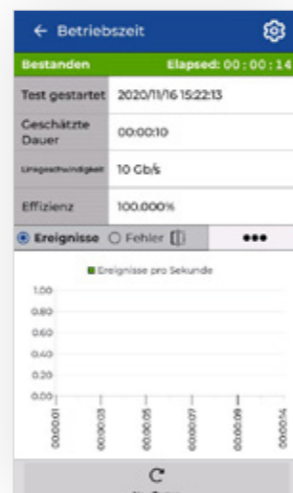 ← Betriebszeit
Bestanden Elapsed: 00:00:14
Test gestartet 2020/11/16 15:22:13
Geschätzte
Dauer 00:00:10
Liniegeschwindigkeit 10 Gb/s
Effizienz 100.000%
Ereignisse Fehler •••
Ereignisse pro Sekunde
1.00
0.80
0.60
0.40
0.20
0.00
00:00:01 00:00:03 00:00:05 00:00:07 00:00:09 00:00:14